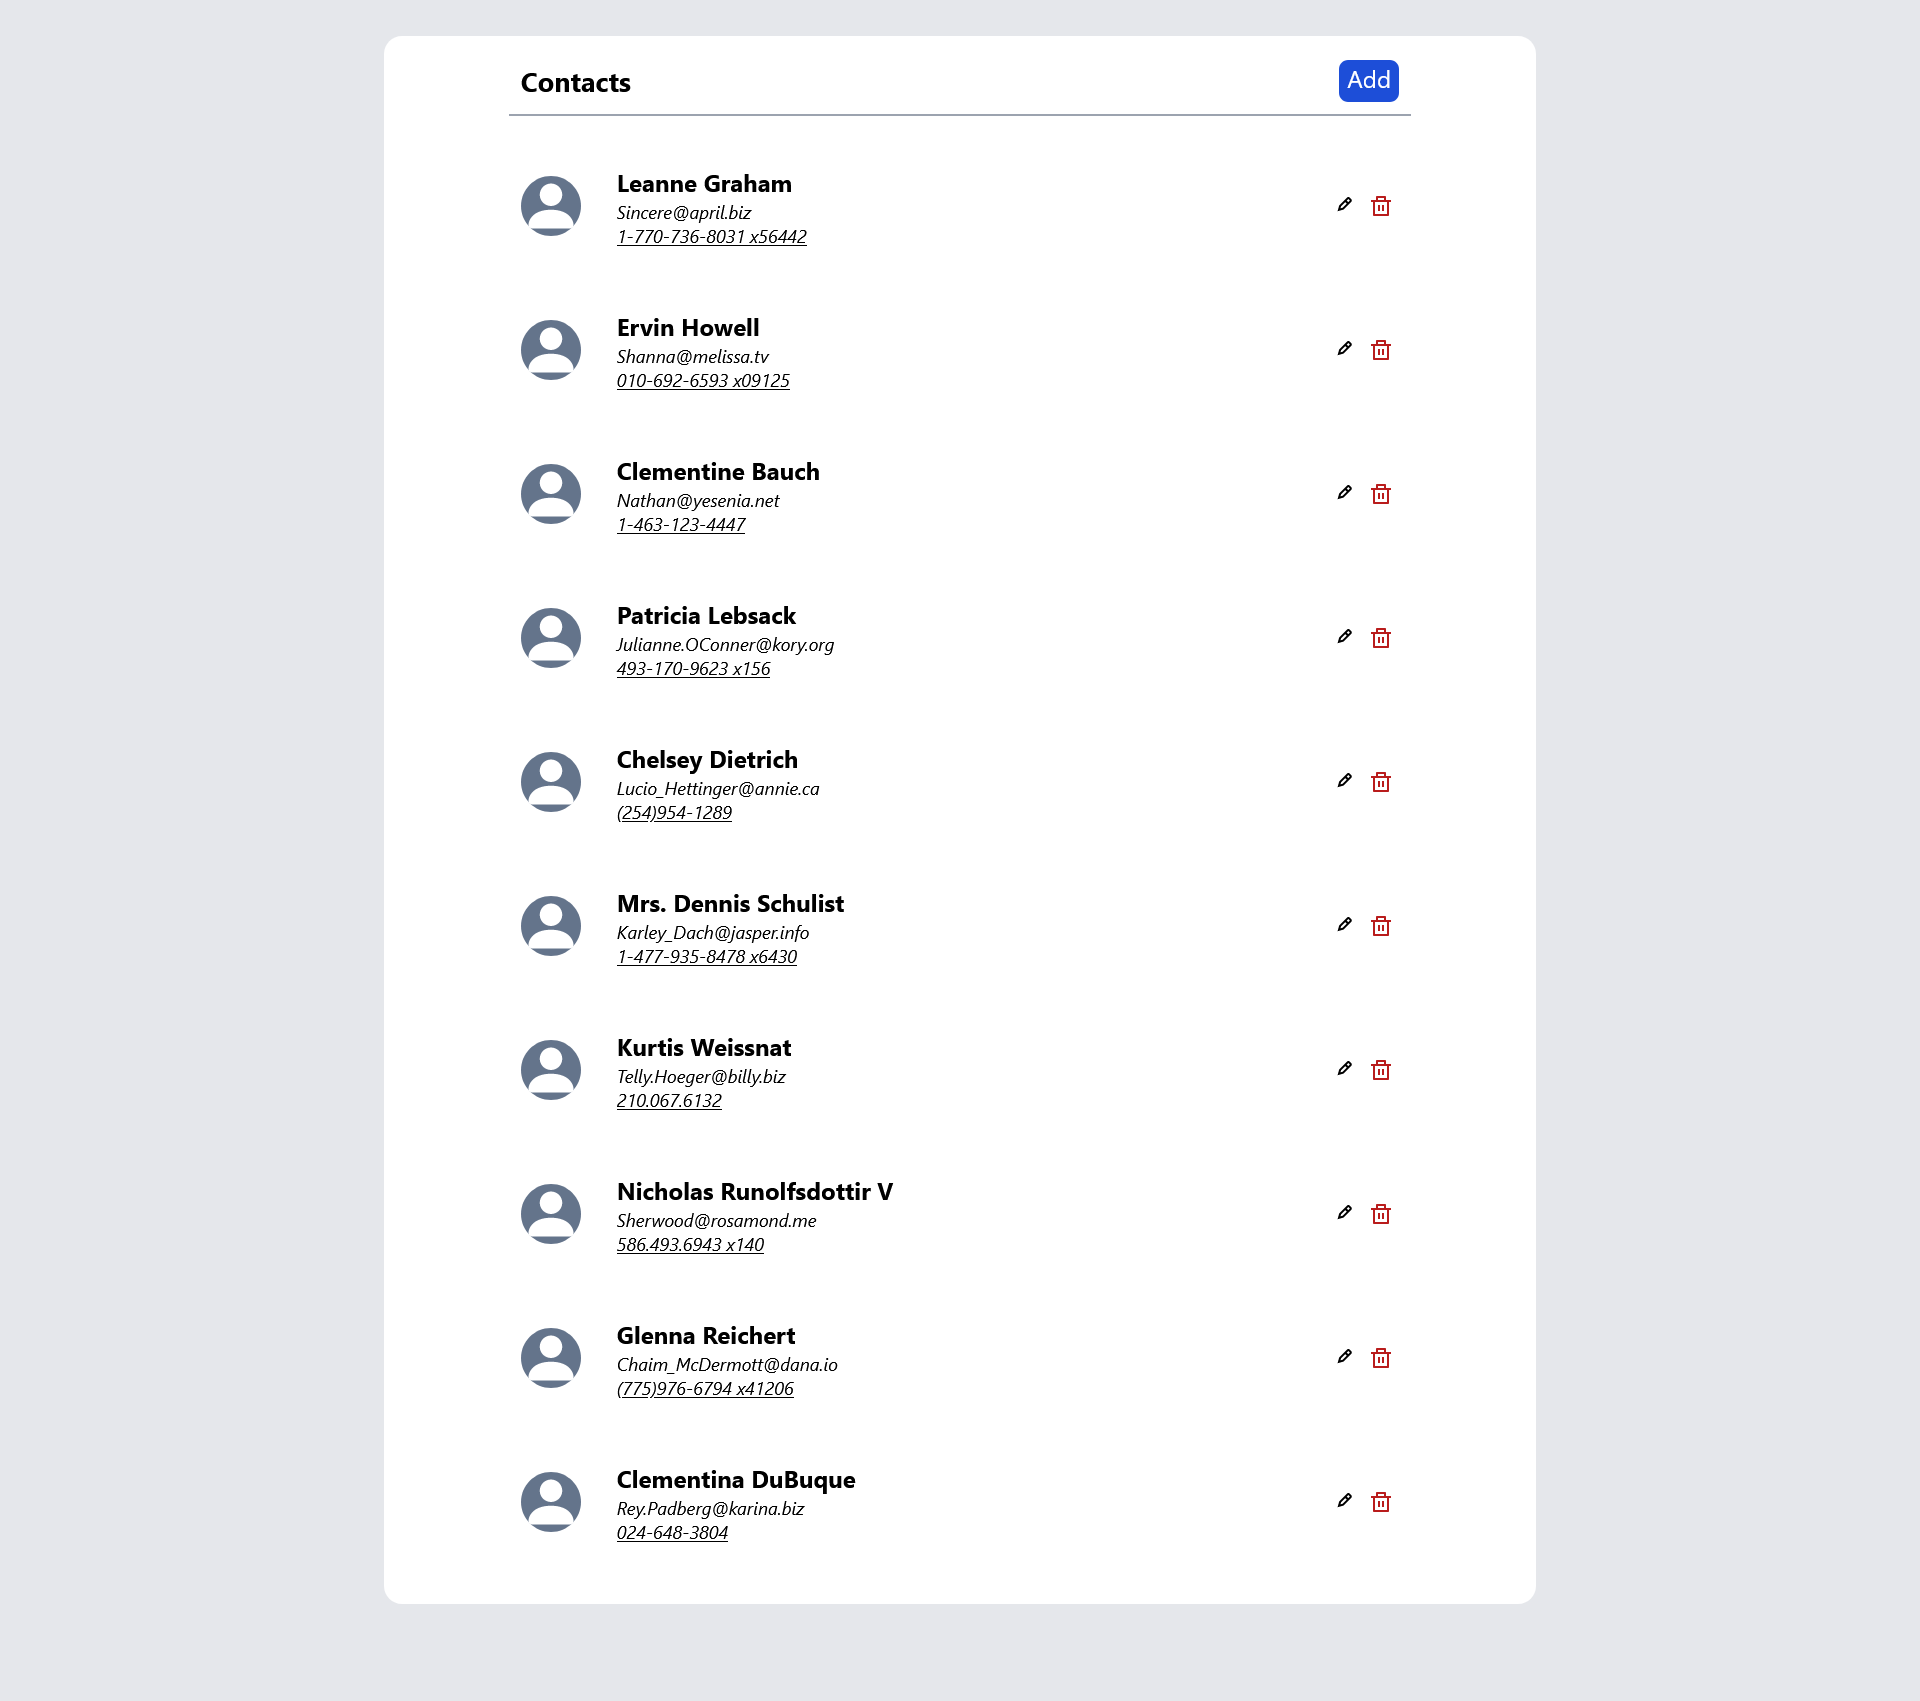 Contacts
Add
Leanne Graham
Sincere@april.biz
1-770-736-8031 x56442
Ervin Howell
Shanna@melissa.tv
010-692-6593 x09125
Clementine Bauch
Nathan@yesenia.net
1-463-123-4447
Patricia Lebsack
Julianne.OConner@kory.org
493-170-9623 x156
Chelsey Dietrich
Lucio_Hettinger@annie.ca
(254)954-1289
Mrs. Dennis Schulist
Karley_Dach@jasper.info
1-477-935-8478 x6430
Kurtis Weissnat
Telly.Hoeger@billy.biz
210.067.6132
Nicholas Runolfsdottir V
Sherwood@rosamond.me
586.493.6943 x140
Glenna Reichert
Chaim_McDermott@dana.io
(775)976-6794 x41206
Clementina DuBuque
Rey.Padberg@karina.biz
024-648-3804